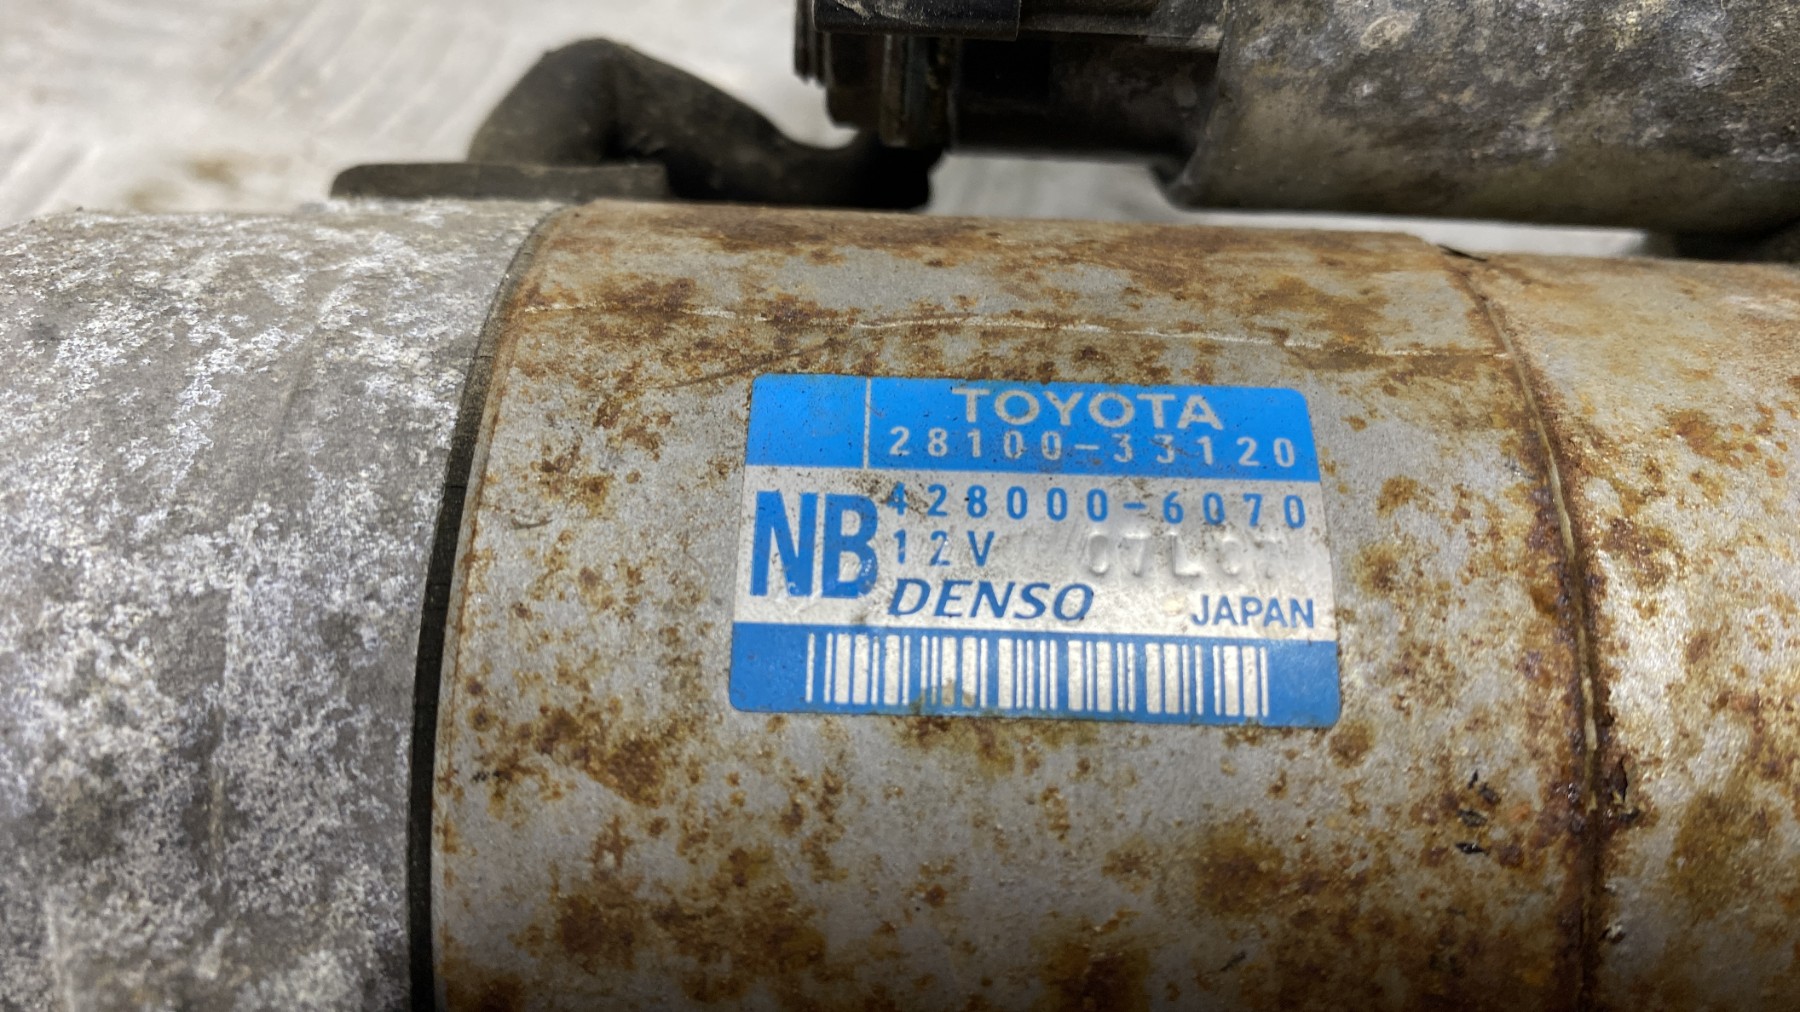 TOYOTA
28100-33120
NB
428000-6070
12V
DENSO
JAPAN